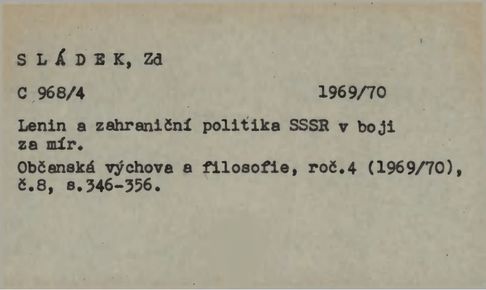 S L Á D E K, Zd
C 968/4 1969/70
Lenin a zahraniční politika SSSR v boji
za mír.
Občanská výchova a filosofie, roč.4 (1969/70),
č.8, s.346-356.